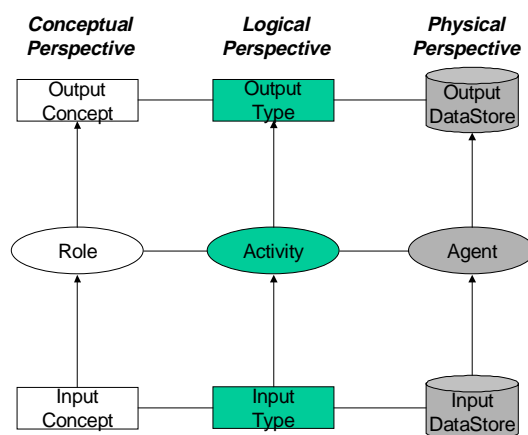 Conceptual
Perspective
Logical
Perspective
Physical
Perspective
Output
Concept
Output
Type
Output
DataStore
Role
Activity
Agent
Input
Concept
Input
Type
Input
DataStore